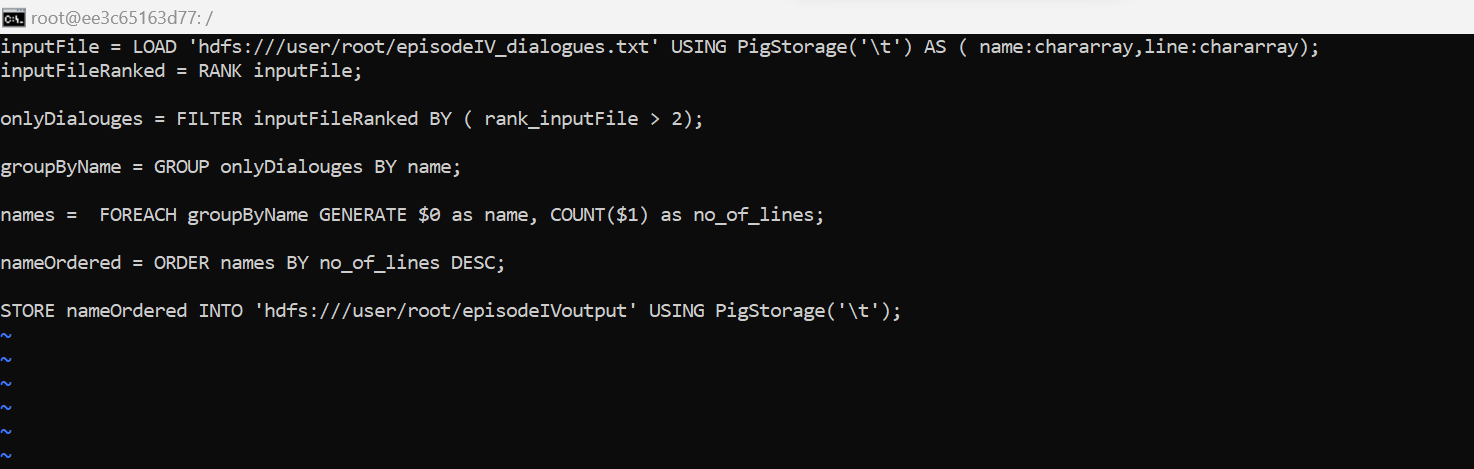 root@ee3c65163d77: /
inputFile = LOAD 'hdfs:///user/root/episodeIV_dialogues.txt' USING PigStorage('\t') AS ( name:chararray,line:chararray);
inputFileRanked = RANK inputFile;
onlyDialouges = FILTER inputFileRanked BY ( rank_inputFile > 2);
groupByName = GROUP onlyDialouges BY name;
names =  FOREACH groupByName GENERATE $0 as name, COUNT($1) as no_of_lines;
nameOrdered = ORDER names BY no_of_lines DESC;
STORE nameOrdered INTO 'hdfs:///user/root/episodeIVoutput' USING PigStorage('\t');
~
~
~
~
~
~